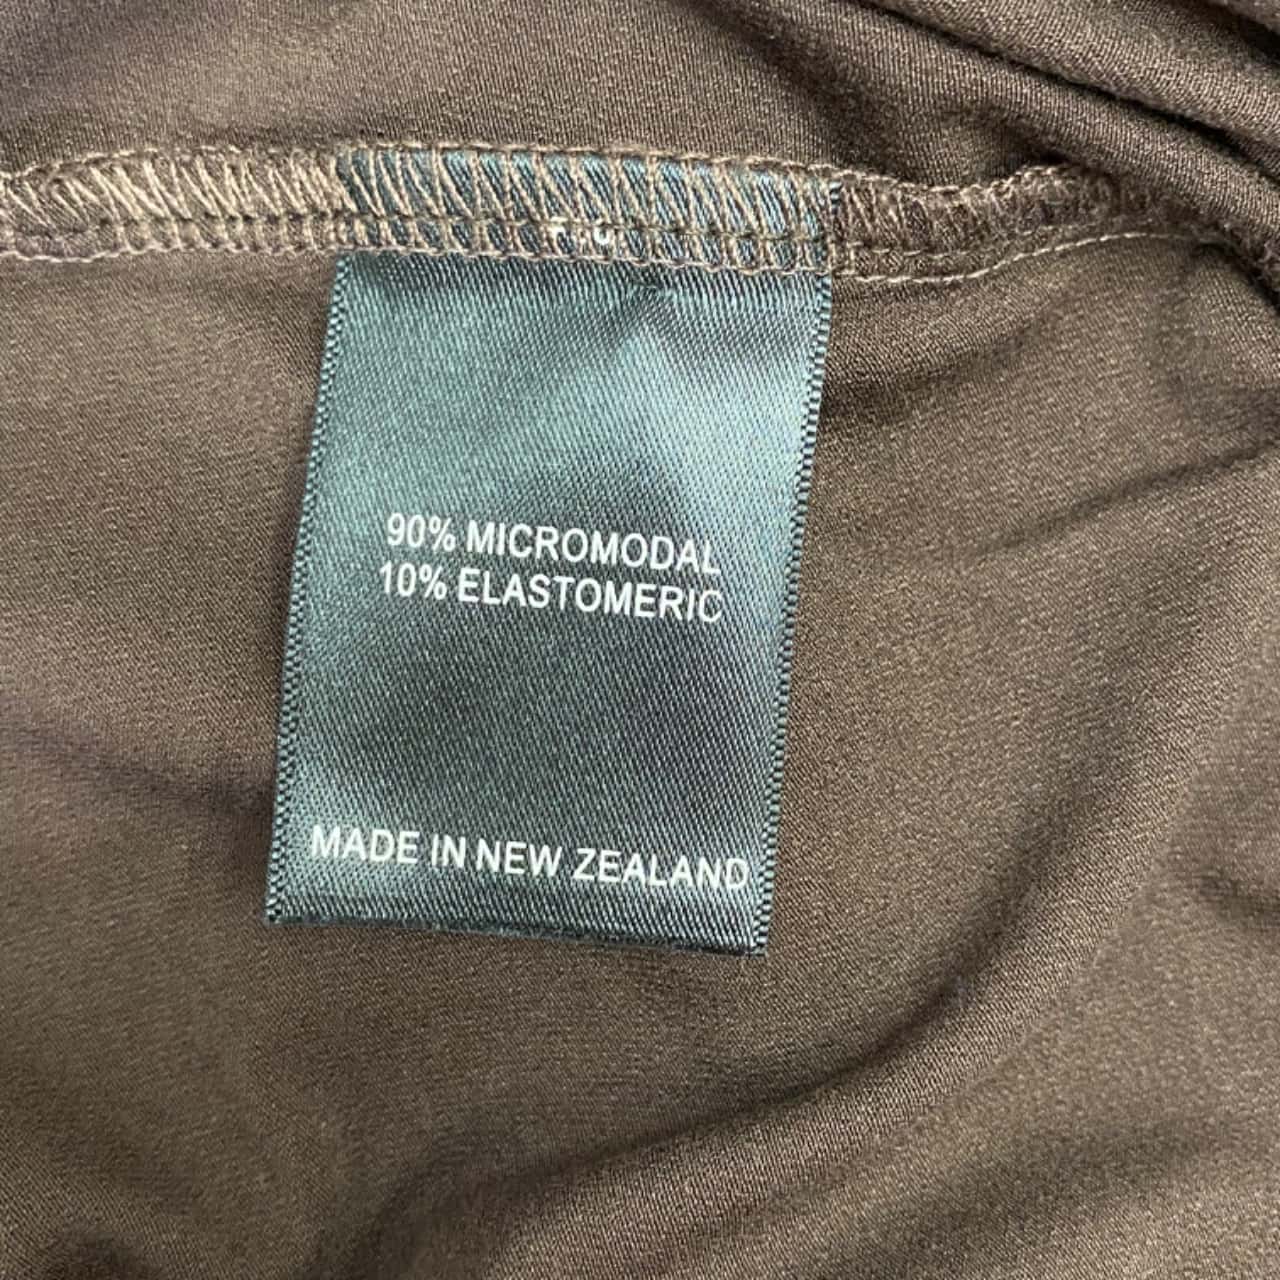 90% MICROMODAL
10% ELASTOMERIC
MADE IN NEW ZEALAND